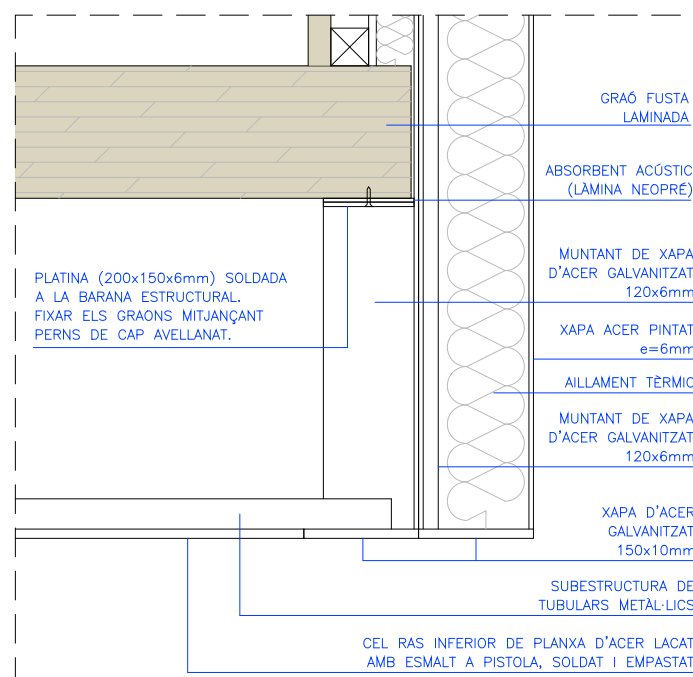 GRAÓ FUSTA
LAMINADA
ABSORBENT ACÚSTIC
(LÀMINA NEOPRÉ)
PLATINA (200x150x6mm) SOLDADA
A LA BARANA ESTRUCTURAL.
FIXAR ELS GRAONS MITJANÇANT
PERNS DE CAP AVELLANAT.
MUNTANT DE XAPA
D'ACER GALVANITZAT
120x6mm
XAPA ACER PINTAT
e=6mm
AILLAMENT TÈRMIC
MUNTANT DE XAPA
D'ACER GALVANITZAT
120x6mm
XAPA D'ACER
GALVANITZAT
150x10mm
SUBESTRUCTURA DE
TUBULARS METÀL·LICS
CEL RAS INFERIOR DE PLANXA D'ACER LACAT
AMB ESMALT A PISTOLA, SOLDAT I EMPASTAT